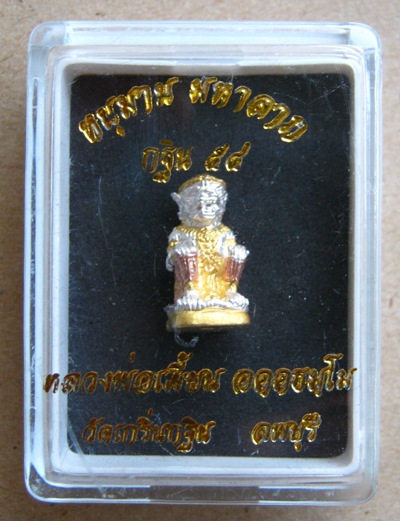 หนุมาน มหาลาภ
กฐิน ๕๔
หลวงพ่อเพี้ยน อคฺคธมฺโม
วัดเกริ่นกฐิน ลพบุรี